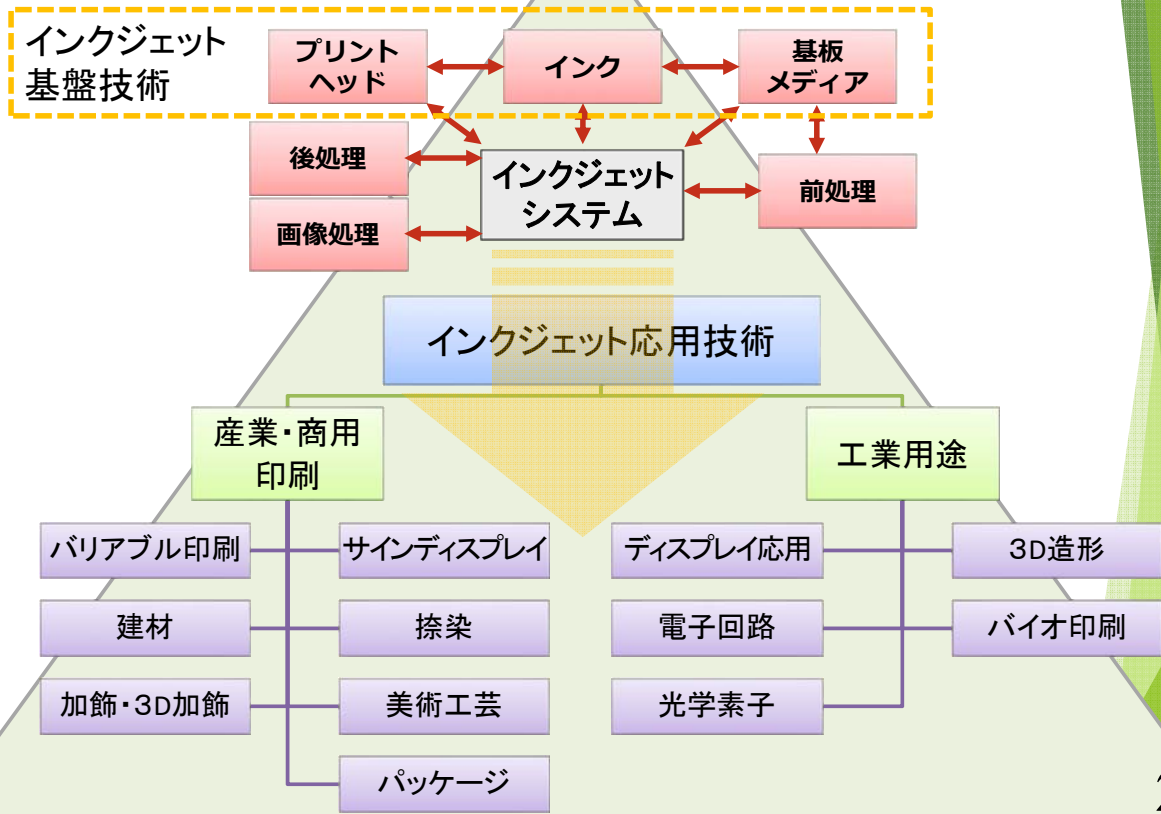 インクジェット
基盤技術
プリント
ヘッド
インク
基板
メディア
後処理
インクジェット
システム
前処理
画像処理
インクジェット応用技術
産業・商用
印刷
工業用途
バリアブル印刷
サインディスプレイ
ディスプレイ応用
3D造形
建材
捺染
電子回路
バイオ印刷
加飾・3D加飾
美術工芸
光学素子
パッケージ